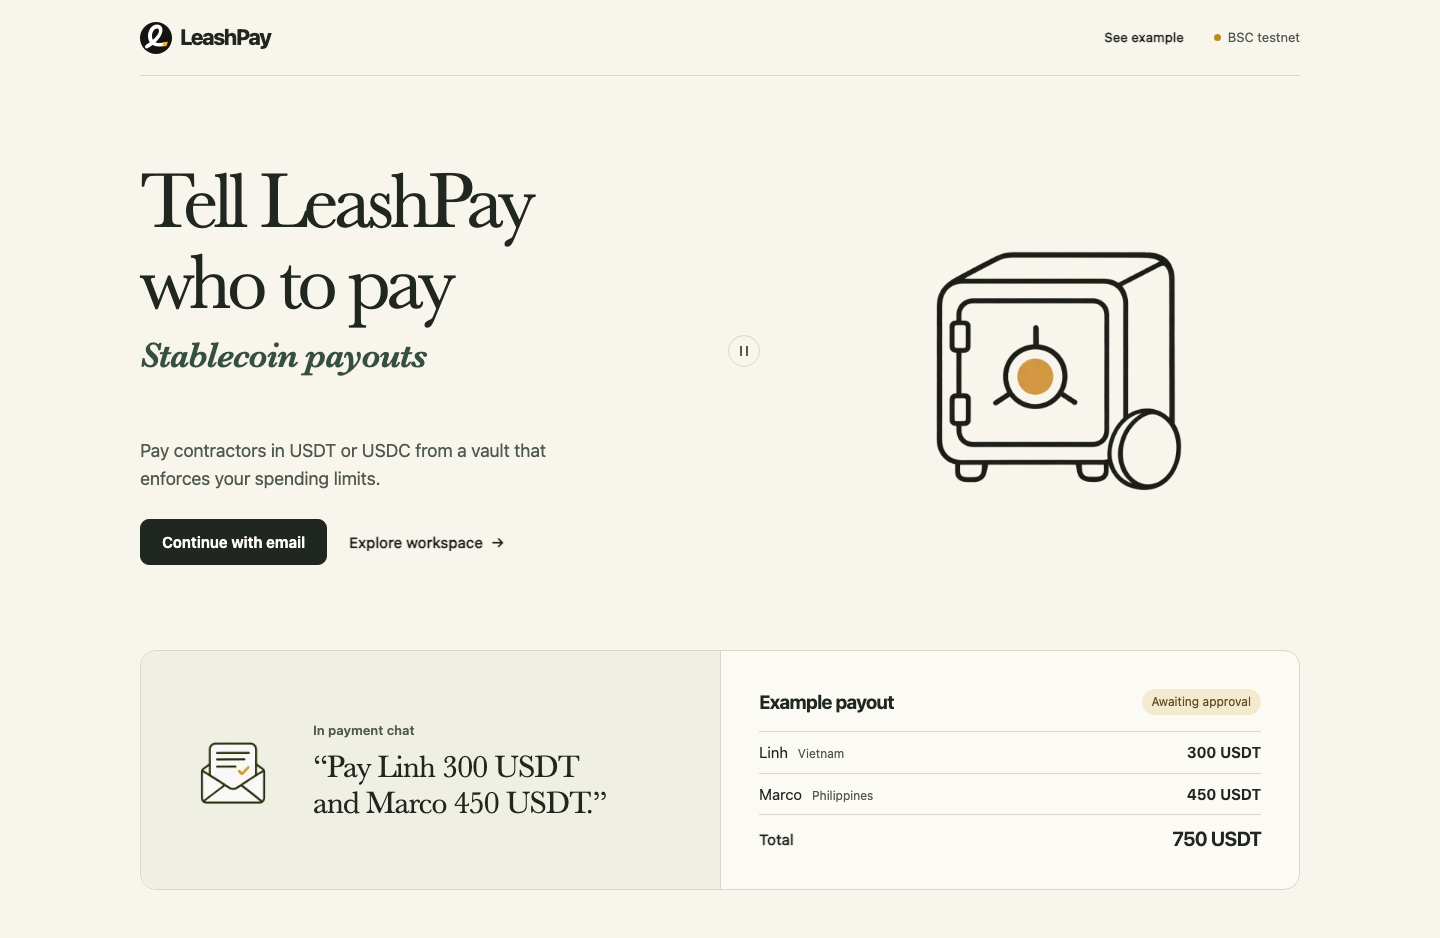 LeashPay
See example
BSC testnet
Tell LeashPay
who to pay
Stablecoin payouts
Pay contractors in USDT or USDC from a vault that
enforces your spending limits.
Continue with email
Explore workspace →
In payment chat
“Pay Linh 300 USDT
and Marco 450 USDT.”
Example payout
Awaiting approval
Linh Vietnam 300 USDT
Marco Philippines 450 USDT
Total 750 USDT